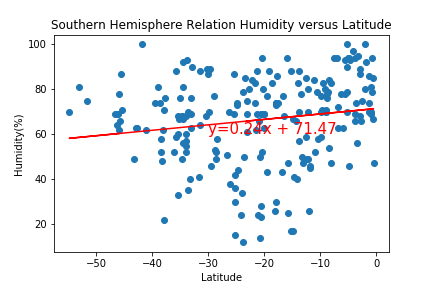 Southern Hemisphere Relation Humidity versus Latitude
100
80
60
40
20
Humidity(%)
y=0.24x + 71.47
−50
−40
−30
−20
−10
0
Latitude